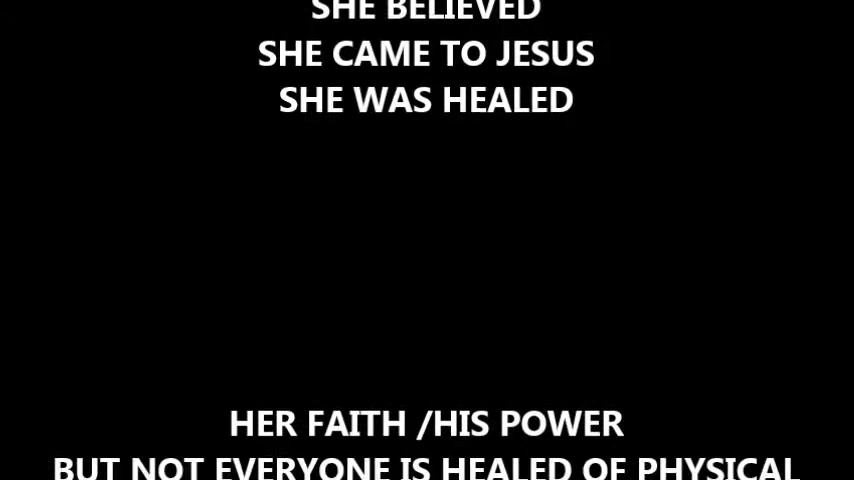 SHE BELIEVED
SHE CAME TO JESUS
SHE WAS HEALED
HER FAITH /HIS POWER
BUT NOT EVERYONE IS HEALED OF PHYSICAL